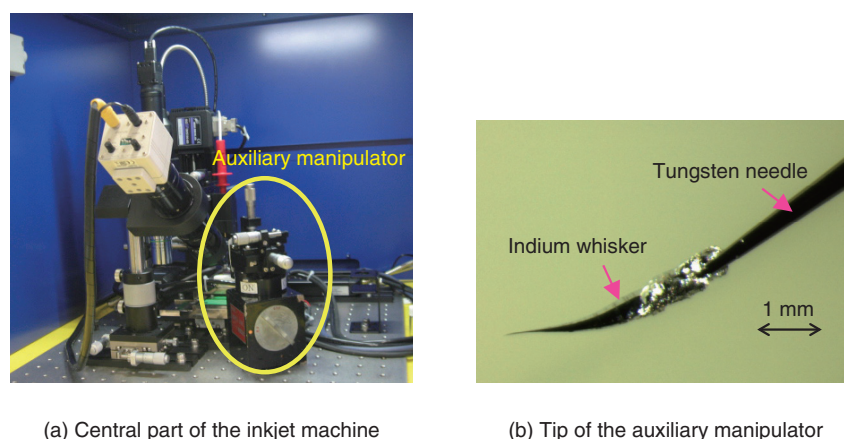 Auxiliary manipulator
Tungsten needle
Indium whisker
1 mm
(a) Central part of the inkjet machine
(b) Tip of the auxiliary manipulator